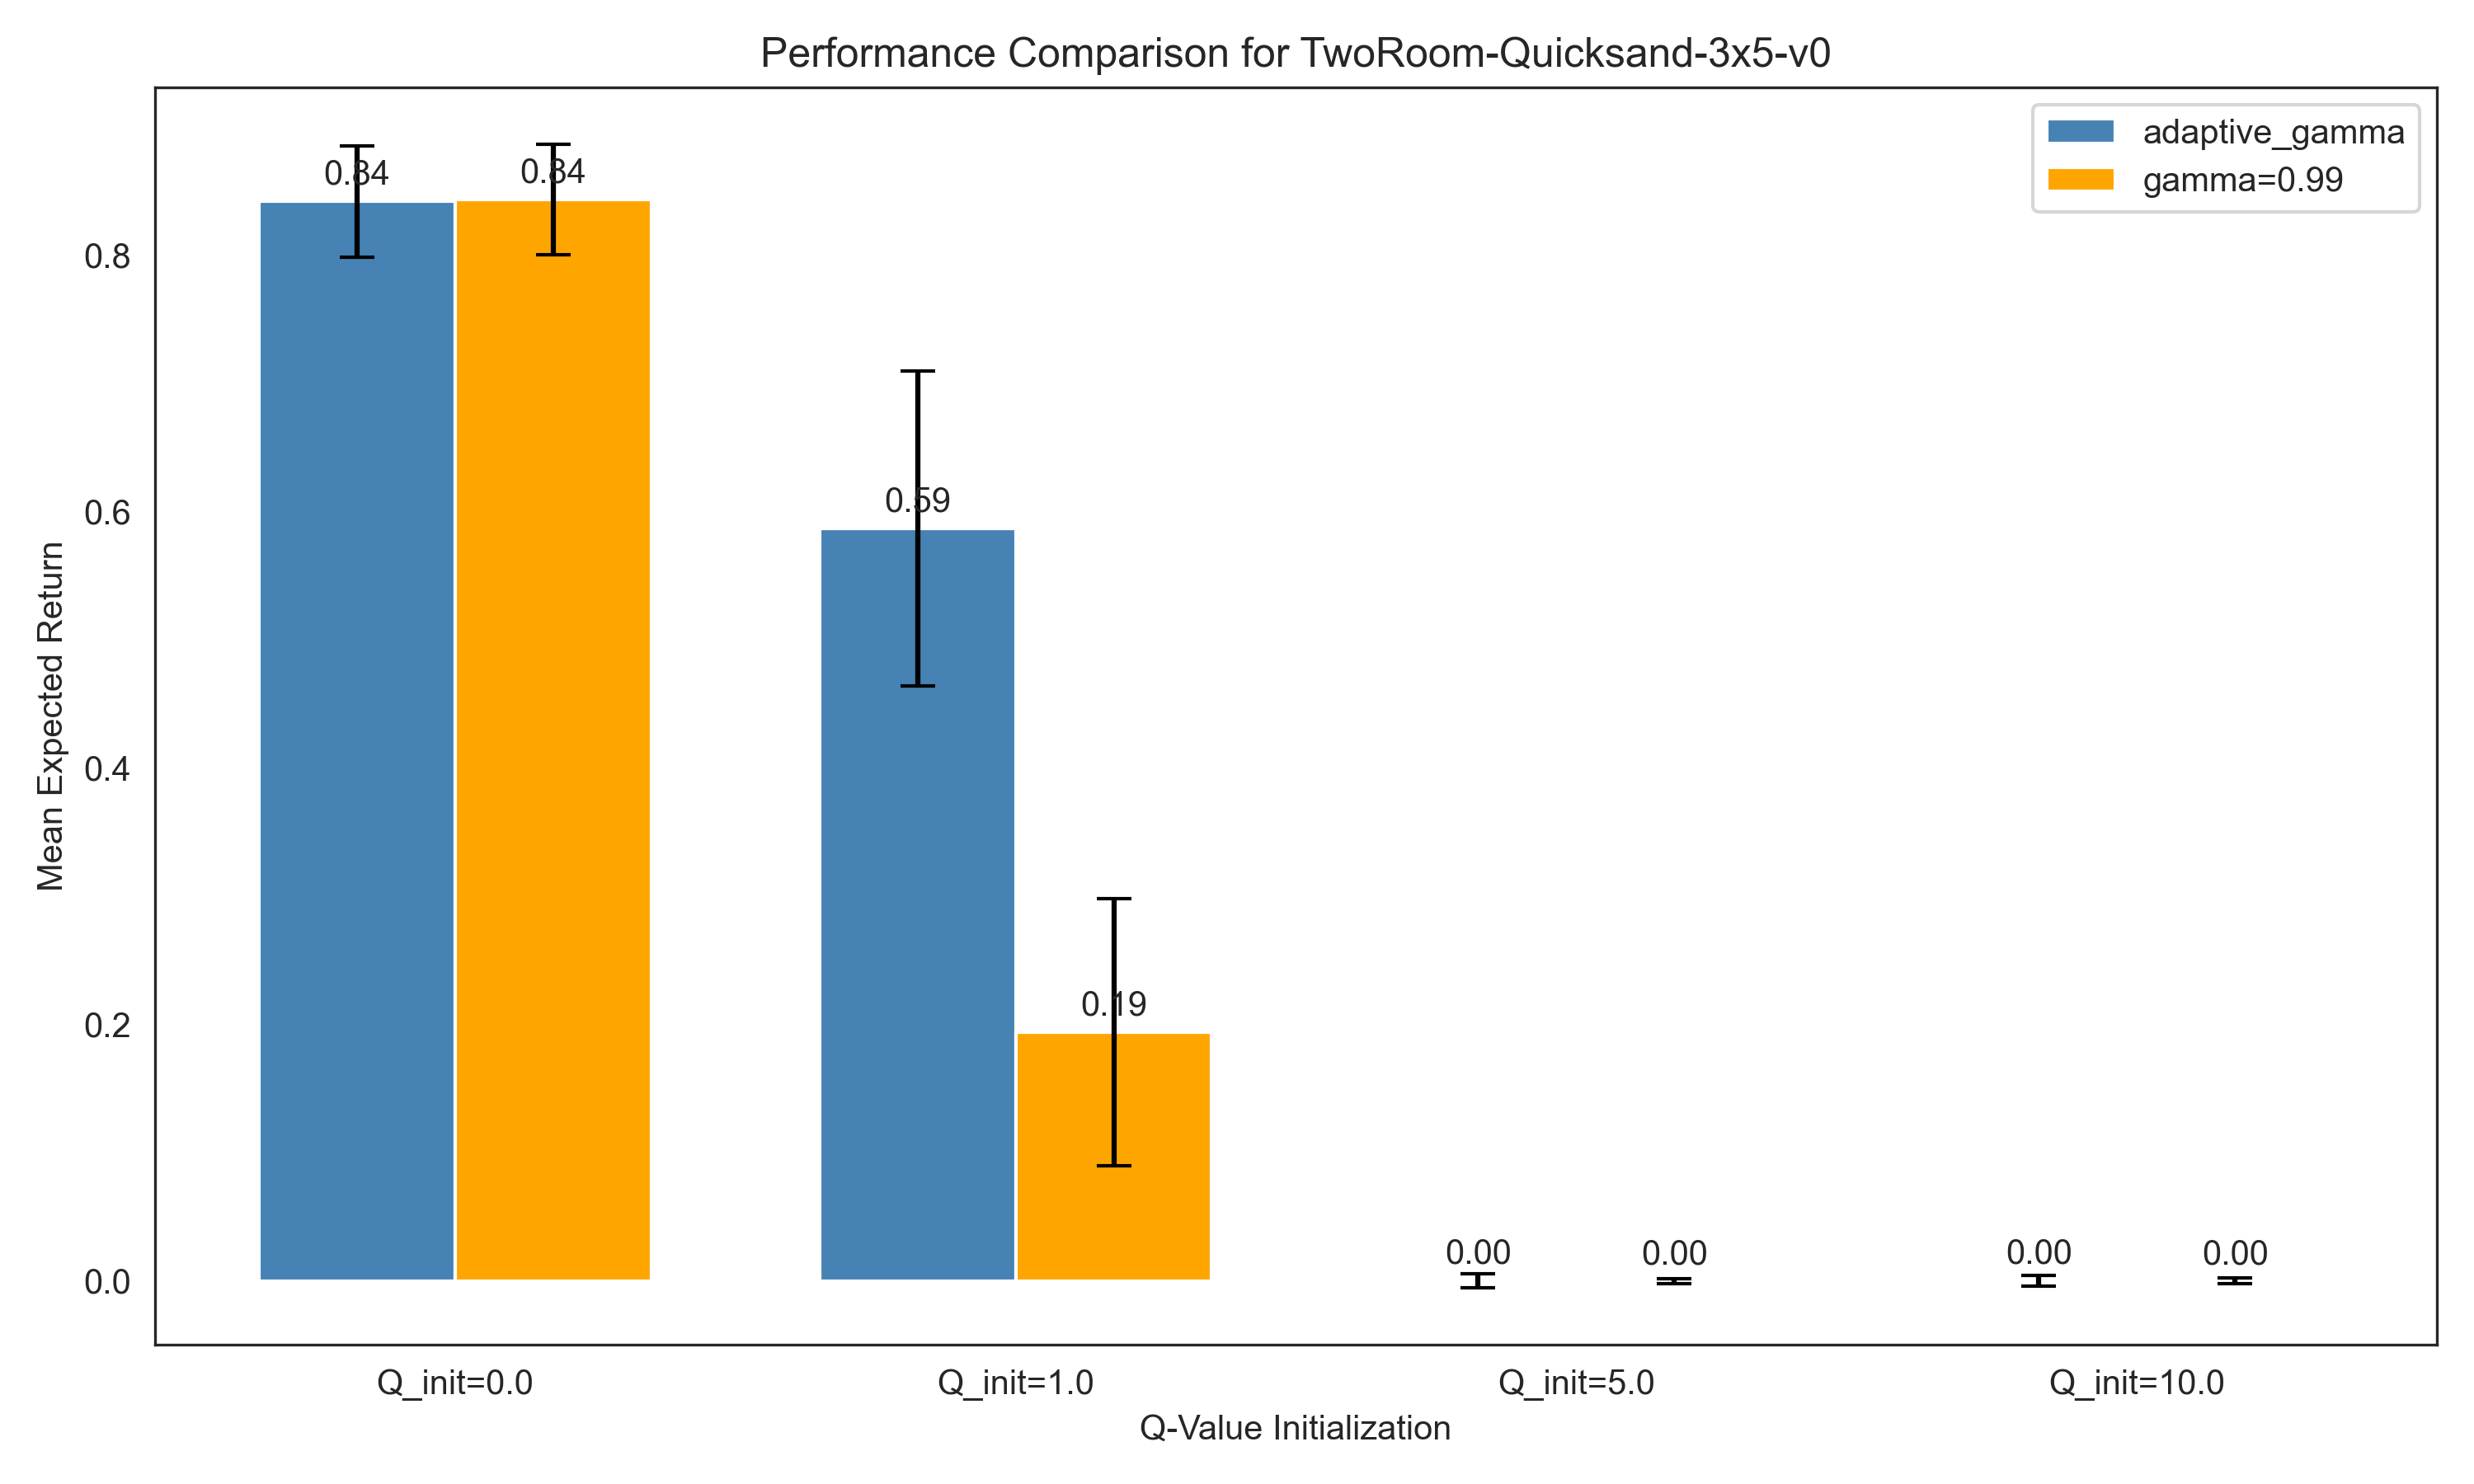 Performance Comparison for TwoRoom-Quicksand-3x5-v0
adaptive_gamma
gamma=0.99
Mean Expected Return
0.8
0.6
0.4
0.2
0.0
0.84
0.84
0.59
0.19
0.00
0.00
0.00
0.00
Q_init=0.0
Q_init=1.0
Q_init=5.0
Q_init=10.0
Q-Value Initialization